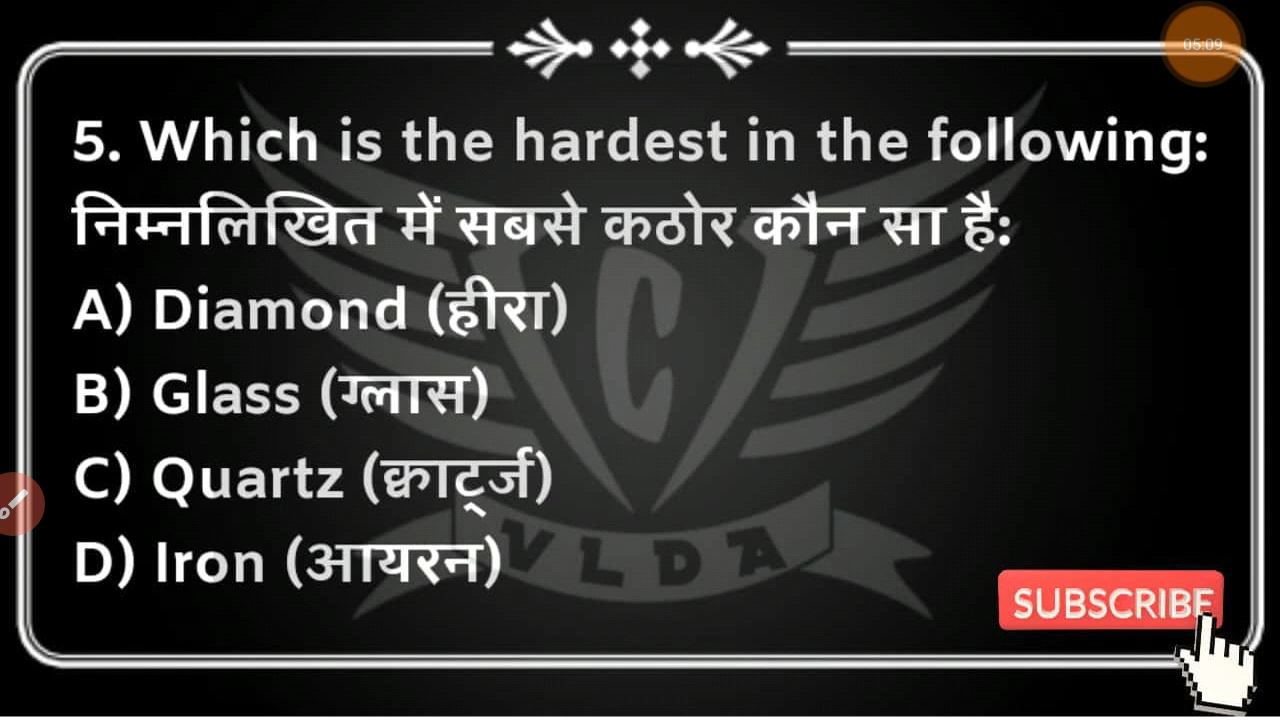 05:09
5. Which is the hardest in the following:
निम्नलिखित में सबसे कठोर कौन सा है:
A) Diamond (हीरा)
B) Glass (ग्लास)
C) Quartz (क्वार्ट्ज)
D) Iron (आयरन)
VC
VLDA
SUBSCRIBE